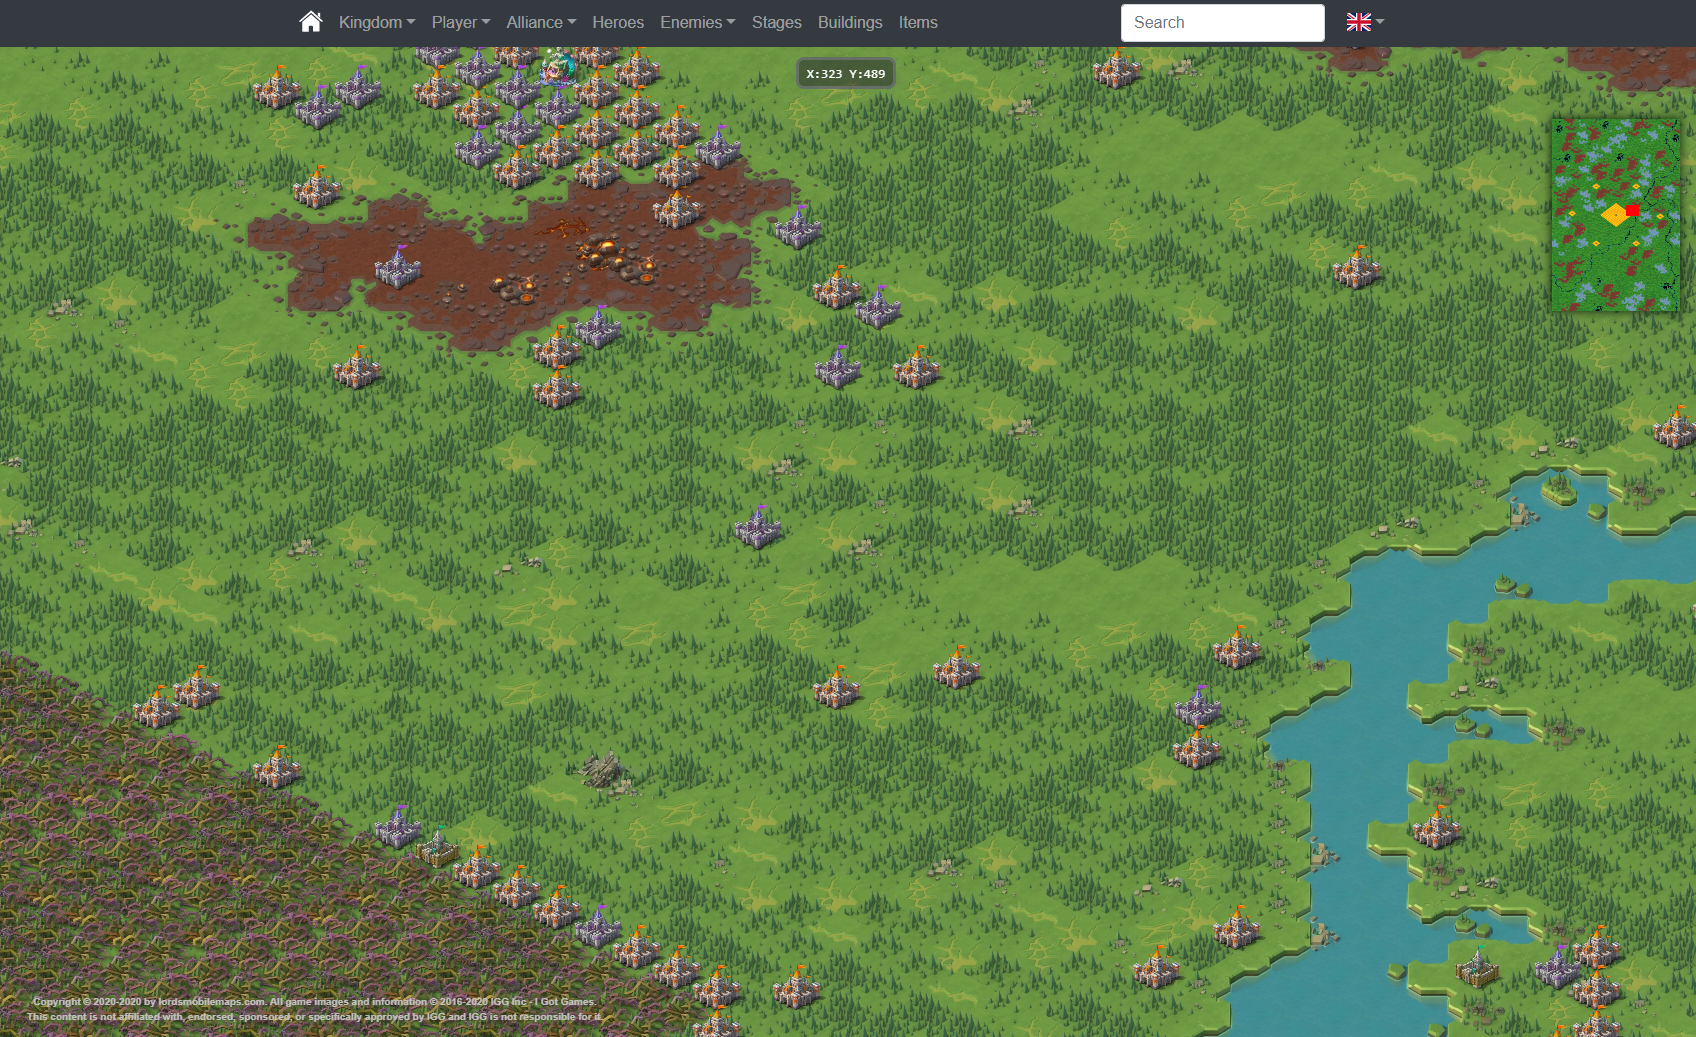 Kingdom Player Alliance Heroes Enemies Stages Buildings Items Search
X:323 Y:489
Copyright © 2020-2020 by lordsmobilemaps.com. All game images and information © 2016-2020 IGG Inc - I Got Games.
This content is not affiliated with, endorsed, sponsored, or specifically approved by IGG and IGG is not responsible for it.